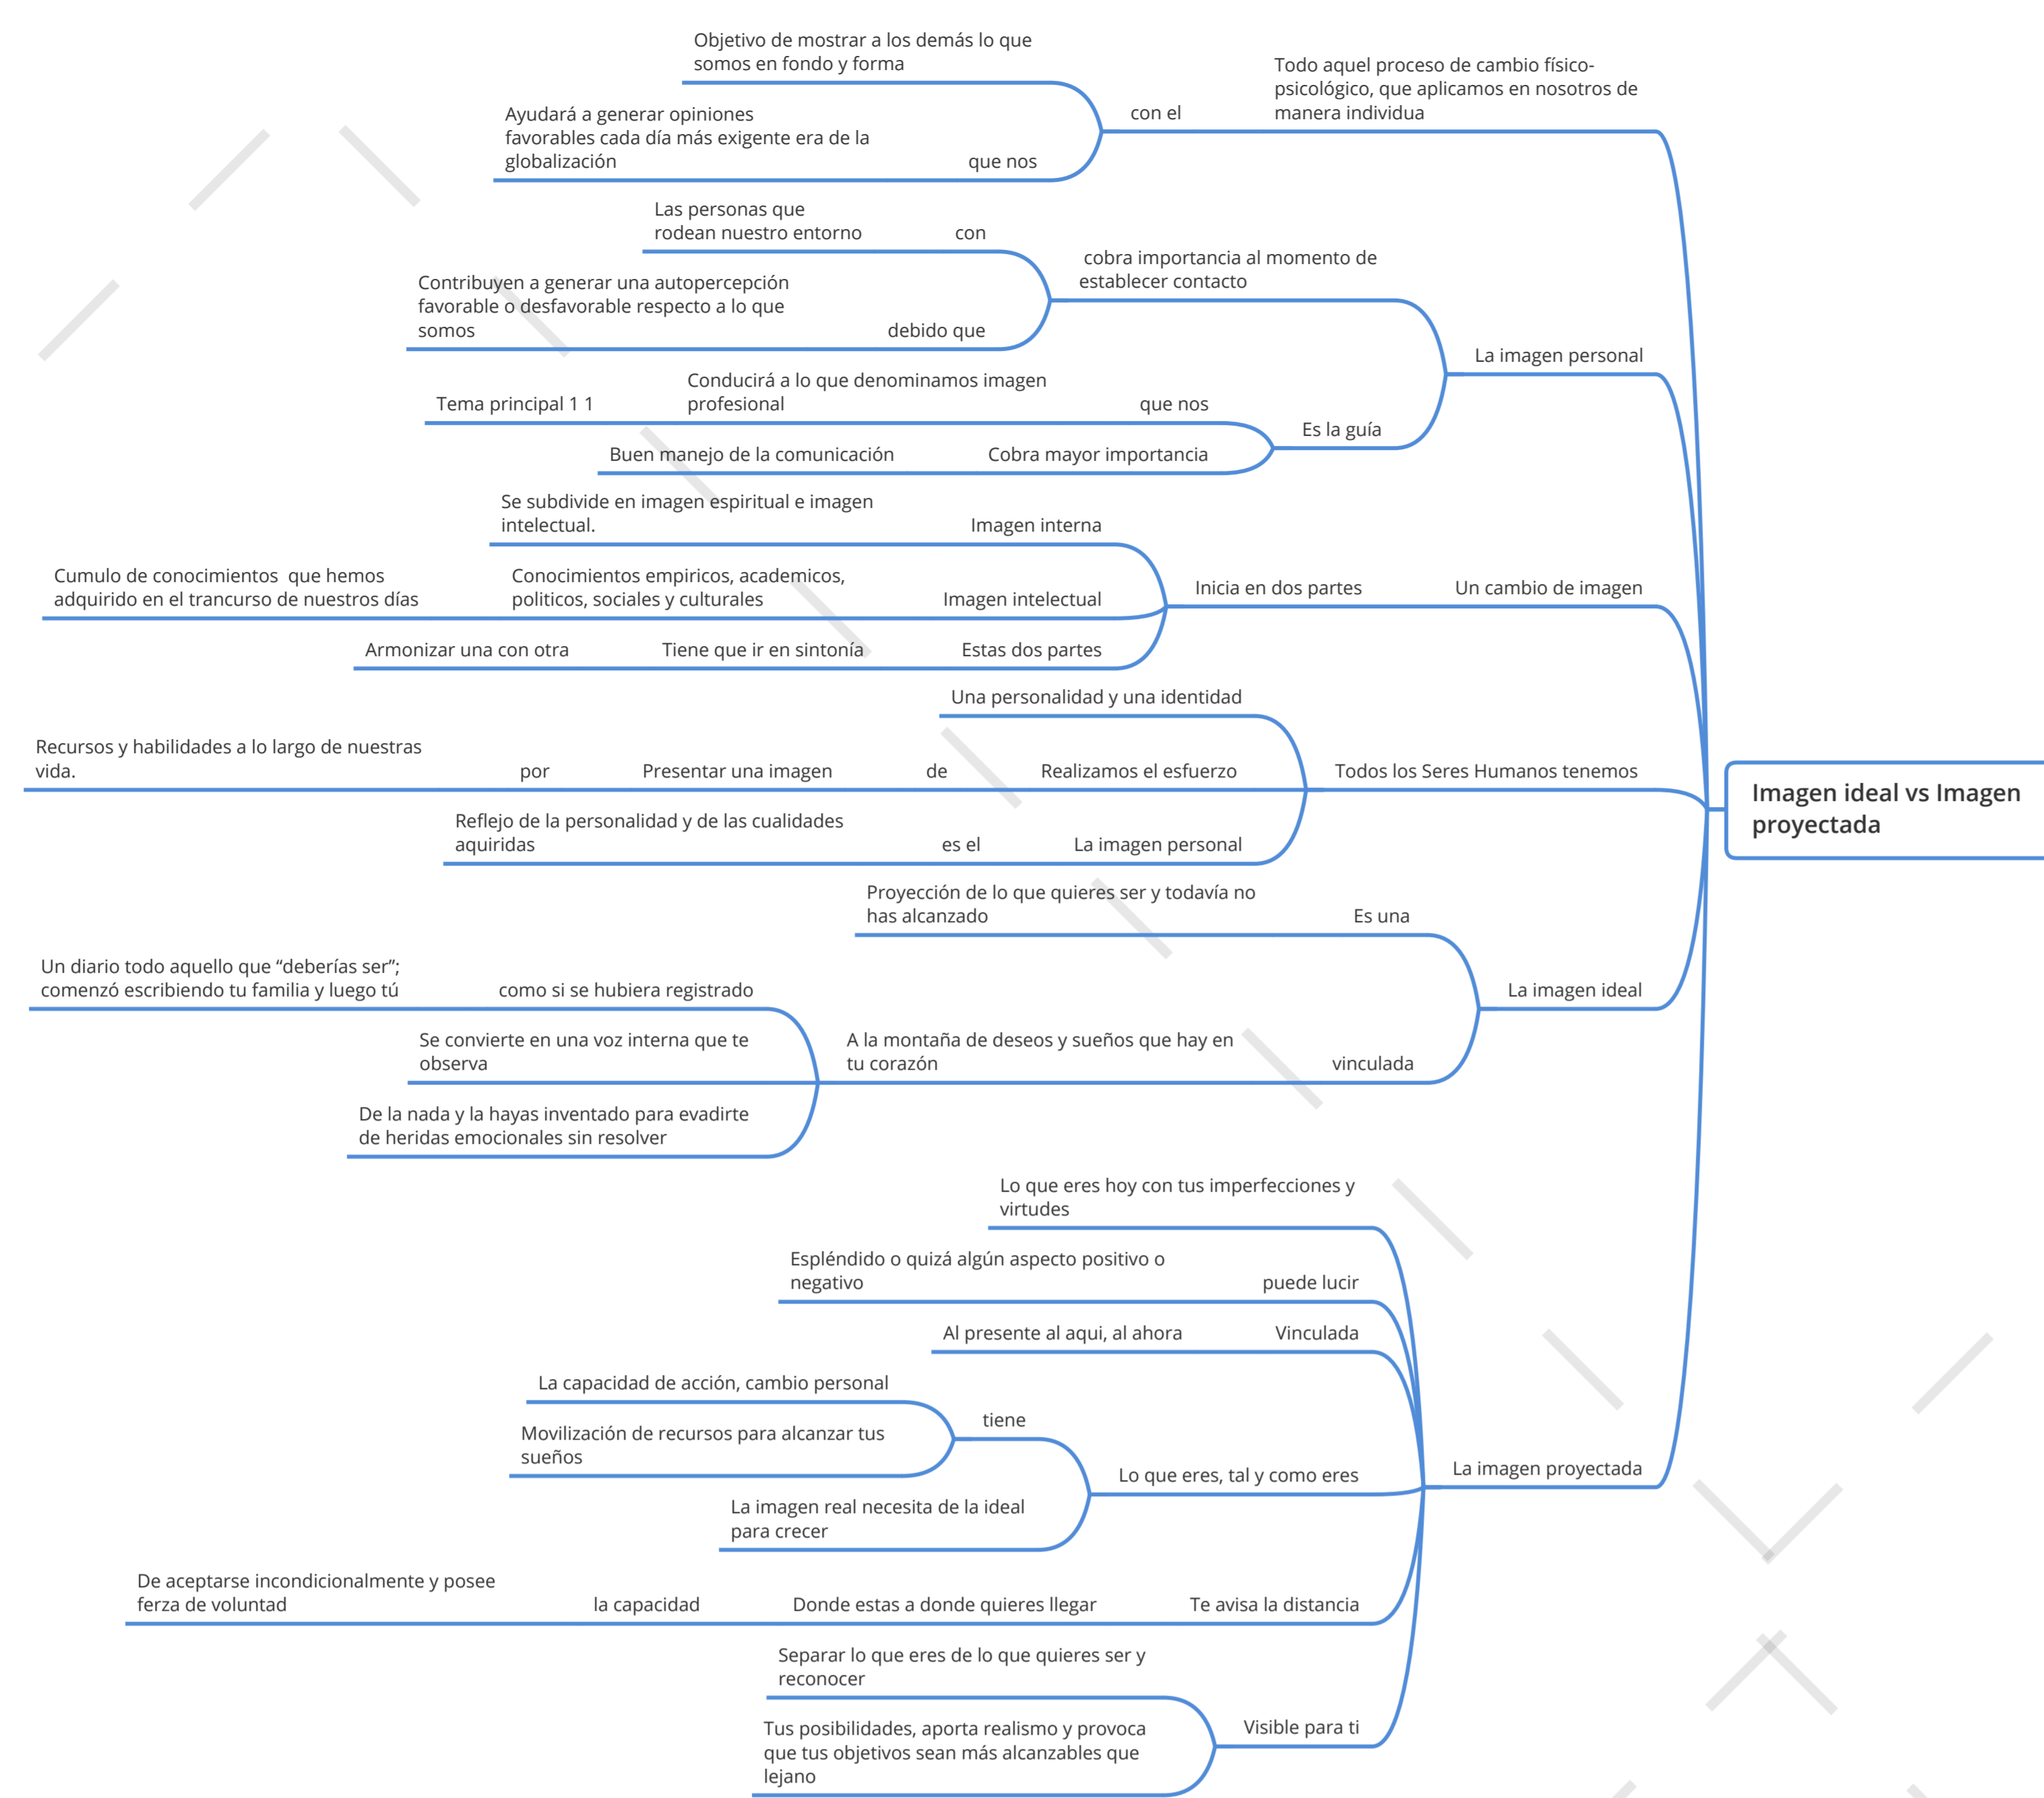 Objetivo de mostrar a los demás lo que
somos en fondo y forma
Todo aquel proceso de cambio físico-
psicológico, que aplicamos en nosotros de
manera individua
con el
Ayudará a generar opiniones
favorables cada día más exigente era de la
globalización
que nos
Las personas que
rodean nuestro entorno
con
cobra importancia al momento de
establecer contacto
Contribuyen a generar una autopercepción
favorable o desfavorable respecto a lo que
somos
debido que
La imagen personal
Conducirá a lo que denominamos imagen
profesional
Tema principal 1 1
que nos
Es la guía
Buen manejo de la comunicación
Cobra mayor importancia
Se subdivide en imagen espiritual e imagen
intelectual.
Imagen interna
Cumulo de conocimientos  que hemos
adquirido en el trancurso de nuestros días
Conocimientos empiricos, academicos,
politicos, sociales y culturales
Imagen intelectual
Inicia en dos partes
Un cambio de imagen
Armonizar una con otra
Tiene que ir en sintonía
Estas dos partes
Una personalidad y una identidad
Recursos y habilidades a lo largo de nuestras
vida.
por
Presentar una imagen
de
Realizamos el esfuerzo
Todos los Seres Humanos tenemos
Imagen ideal vs Imagen
proyectada
Reflejo de la personalidad y de las cualidades
aquiridas
es el
La imagen personal
Proyección de lo que quieres ser y todavía no
has alcanzado
Es una
Un diario todo aquello que “deberías ser”;
comenzó escribiendo tu familia y luego tú
como si se hubiera registrado
La imagen ideal
Se convierte en una voz interna que te
observa
A la montaña de deseos y sueños que hay en
tu corazón
vinculada
De la nada y la hayas inventado para evadirte
de heridas emocionales sin resolver
Lo que eres hoy con tus imperfecciones y
virtudes
Espléndido o quizá algún aspecto positivo o
negativo
puede lucir
Al presente al aqui, al ahora
Vinculada
La capacidad de acción, cambio personal
tiene
Movilización de recursos para alcanzar tus
sueños
Lo que eres, tal y como eres
La imagen proyectada
La imagen real necesita de la ideal
para crecer
De aceptarse incondicionalmente y posee
ferza de voluntad
la capacidad
Donde estas a donde quieres llegar
Te avisa la distancia
Separar lo que eres de lo que quieres ser y
reconocer
Visible para ti
Tus posibilidades, aporta realismo y provoca
que tus objetivos sean más alcanzables que
lejano